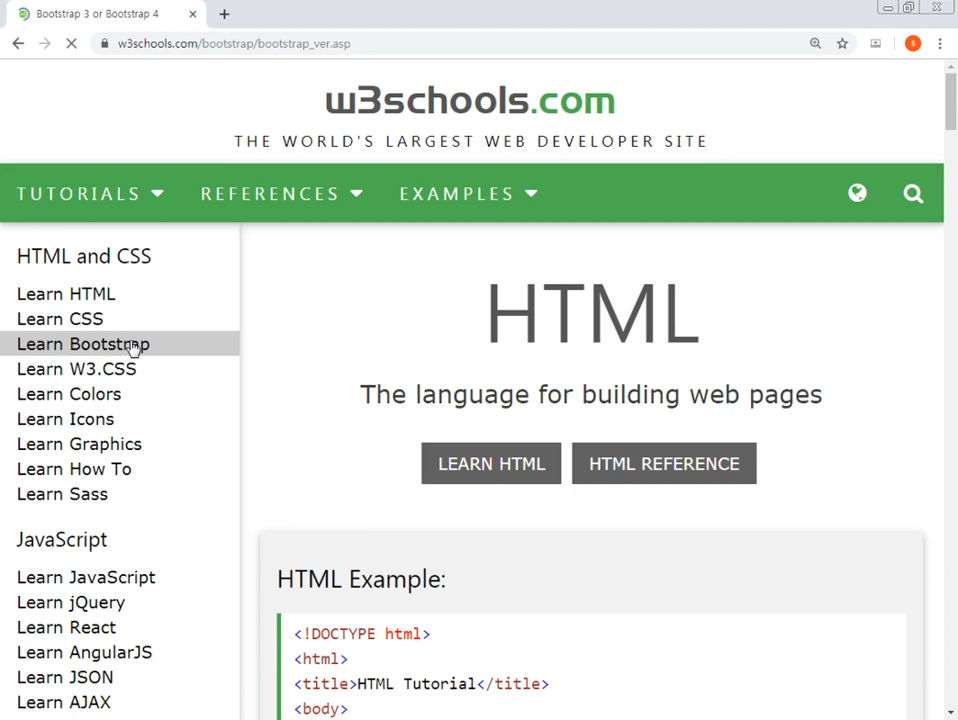 Bootstrap 3 or Bootstrap 4
w3schools.com/bootstrap/bootstrap_ver.asp
s
w3schools.com
THE WORLD'S LARGEST WEB DEVELOPER SITE
TUTORIALS REFERENCES EXAMPLES
HTML and CSS
Learn HTML
Learn CSS
Learn Bootstrap
Learn W3.CSS
Learn Colors
Learn Icons
Learn Graphics
Learn How To
Learn Sass
JavaScript
Learn JavaScript
Learn jQuery
Learn React
Learn AngularJS
Learn JSON
Learn AJAX
HTML
The language for building web pages
LEARN HTML HTML REFERENCE
HTML Example:
<!DOCTYPE html>
<html>
<title>HTML Tutorial</title>
<body>